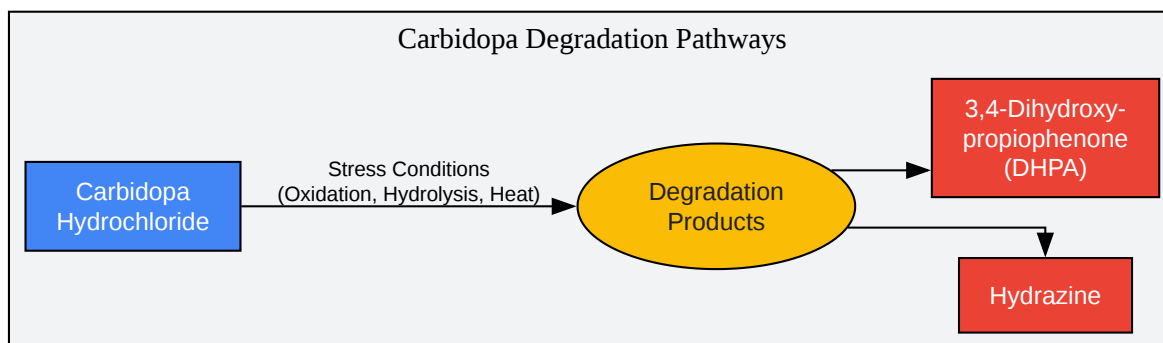 Carbidopa Degradation Pathways
Carbidopa
Hydrochloride
Stress Conditions
(Oxidation, Hydrolysis, Heat)
Degradation
Products
3,4-Dihydroxy-
propiophenone
(DHPA)
Hydrazine